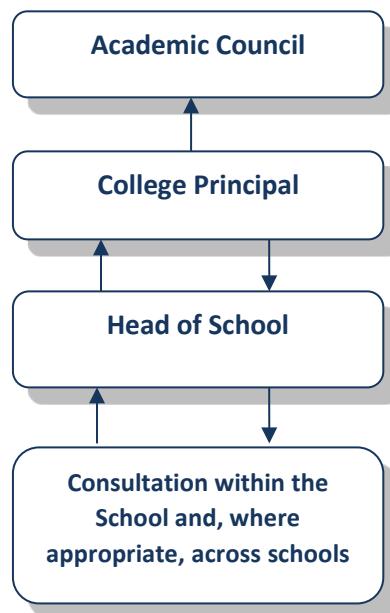 Academic Council
College Principal
Head of School
Consultation within the
School and, where
appropriate, across schools